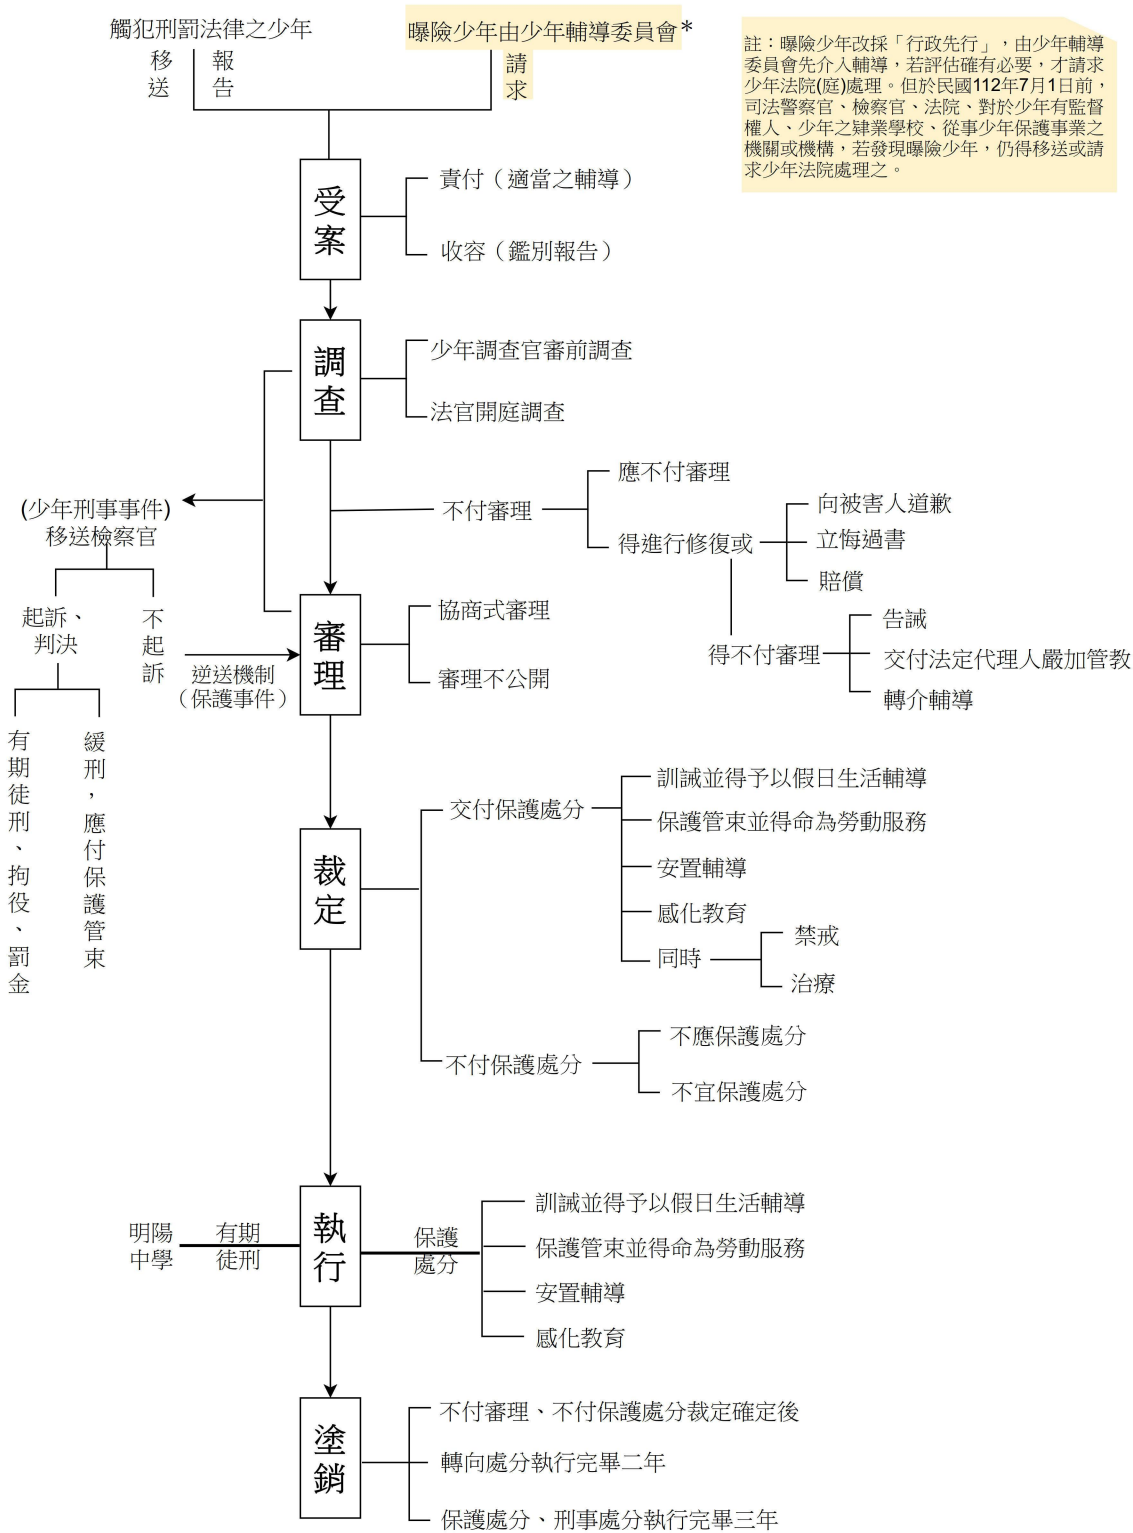 觸犯刑罰法律之少年
移送
報告
曝險少年由少年輔導委員會*
請求
註：曝險少年改採「行政先行」，由少年輔導
委員會先介入輔導，若評估確有必要，才請求
少年法院(庭)處理。但於民國112年7月1日前，
司法警察官、檢察官、法院、對於少年有監督
權人、少年之肄業學校、從事少年保護事業之
機關或機構，若發現曝險少年，仍得移送或請
求少年法院處理之。
受案
責付（適當之輔導）
收容（鑑別報告）
調查
少年調查官審前調查
法官開庭調查
(少年刑事事件)
移送檢察官
起訴、
判決
不起訴
逆送機制
（保護事件）
有期徒刑、拘役、罰金
緩刑，應付保護管束
不付審理
應不付審理
得進行修復或
向被害人道歉
立悔過書
賠償
得不付審理
告誡
交付法定代理人嚴加管教
轉介輔導
審理
協商式審理
審理不公開
裁定
交付保護處分
訓誡並得予以假日生活輔導
保護管束並得命為勞動服務
安置輔導
感化教育
同時
禁戒
治療
不付保護處分
不應保護處分
不宜保護處分
執行
明陽
中學
有期
徒刑
保護
處分
訓誡並得予以假日生活輔導
保護管束並得命為勞動服務
安置輔導
感化教育
塗銷
不付審理、不付保護處分裁定確定後
轉向處分執行完畢二年
保護處分、刑事處分執行完畢三年